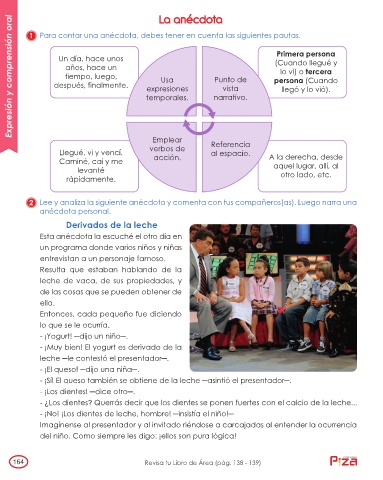 Expresión y comprensión oral
La anécdota
1 Para contar una anécdota, debes tener en cuenta las siguientes pautas.
Un día, hace unos
años, hace un
tiempo, luego,
después, finalmente.
Usa
expresiones
temporales.
Punto de
vista
narrativo.
Primera persona
(Cuando llegué y
lo vi) o tercera
persona (Cuando
llegó y lo vió).
Llegué, vi y vencí.
Caminé, caí y me
levanté
rápidamente.
Emplear
verbos de
acción.
Referencia
al espacio.
A la derecha, desde
aquel lugar, allí, al
otro lado, etc.
2 Lee y analiza la siguiente anécdota y comenta con tus compañeros(as). Luego narra una
anécdota personal.
Derivados de la leche
Esta anécdota la escuché el otro día en
un programa donde varios niños y niñas
entrevistan a un personaje famoso.
Resulta que estaban hablando de la
leche de vaca, de sus propiedades, y
de las cosas que se pueden obtener de
ella.
Entonces, cada pequeño fue diciendo
lo que se le ocurría.
- ¡Yogurt! —dijo un niño—.
- ¡Muy bien! El yogurt es derivado de la
leche —le contestó el presentador—.
- ¡El queso! —dijo una niña—.
- ¡Sí! El queso también se obtiene de la leche —asintió el presentador—.
- ¡Los dientes! —dice otro—.
- ¿Los dientes? Querrás decir que los dientes se ponen fuertes con el calcio de la leche...
- ¡No! ¡Los dientes de leche, hombre! —insistía el niño!—
Imagínense al presentador y al invitado riéndose a carcajadas al entender la ocurrencia
del niño. Como siempre les digo: ¡ellos son pura lógica!
164
Revisa tu Libro de Área (pág. 138 - 139)